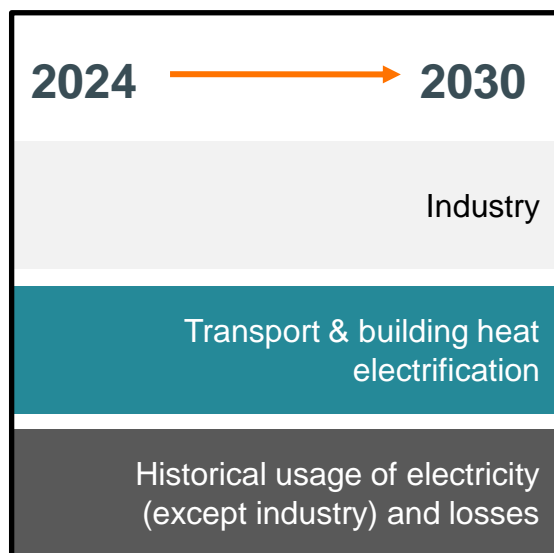 2024 2030
Industry
Transport & building heat
electrification
Historical usage of electricity
(except industry) and losses